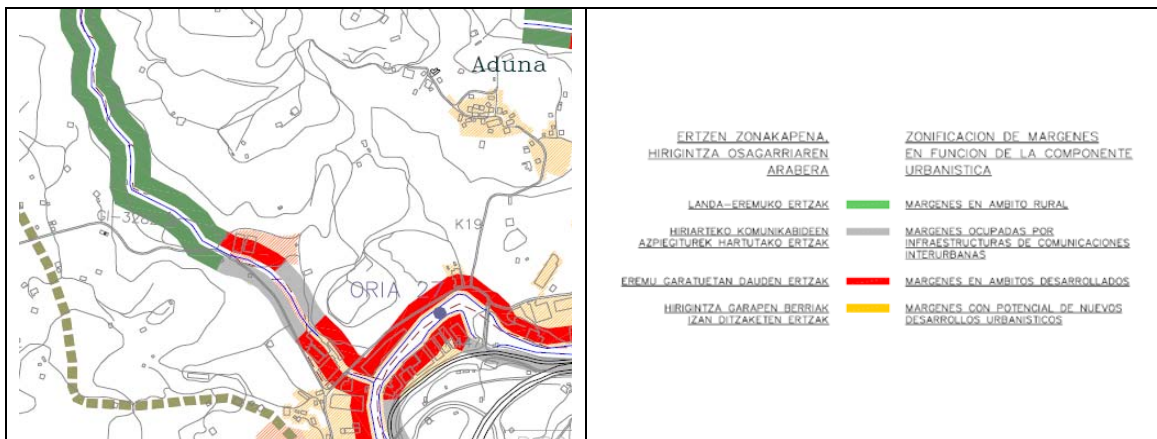 Aduna
GI-3282
K19
ORIA 27
ERTZEN ZONAKAPENA,
HIRIGINTZA OSAGARRIAREN
ARABERA
ZONIFICACION DE MARGENES
EN FUNCION DE LA COMPONENTE
URBANISTICA
LANDA-EREMUKO ERTZAK
MARGENES EN AMBITO RURAL
HIRIARTEKO KOMUNIKABIDEEN
AZPIEGITUREK HARTUTAKO ERTZAK
MARGENES OCUPADAS POR
INFRAESTRUCTURAS DE COMUNICACIONES
INTERURBANAS
EREMU GARATUETAN DAUDEN ERTZAK
MARGENES EN AMBITOS DESARROLLADOS
HIRIGINTZA GARAPEN BERRIAK
IZAN DITZAKETEN ERTZAK
MARGENES CON POTENCIAL DE NUEVOS
DESARROLLOS URBANISTICOS